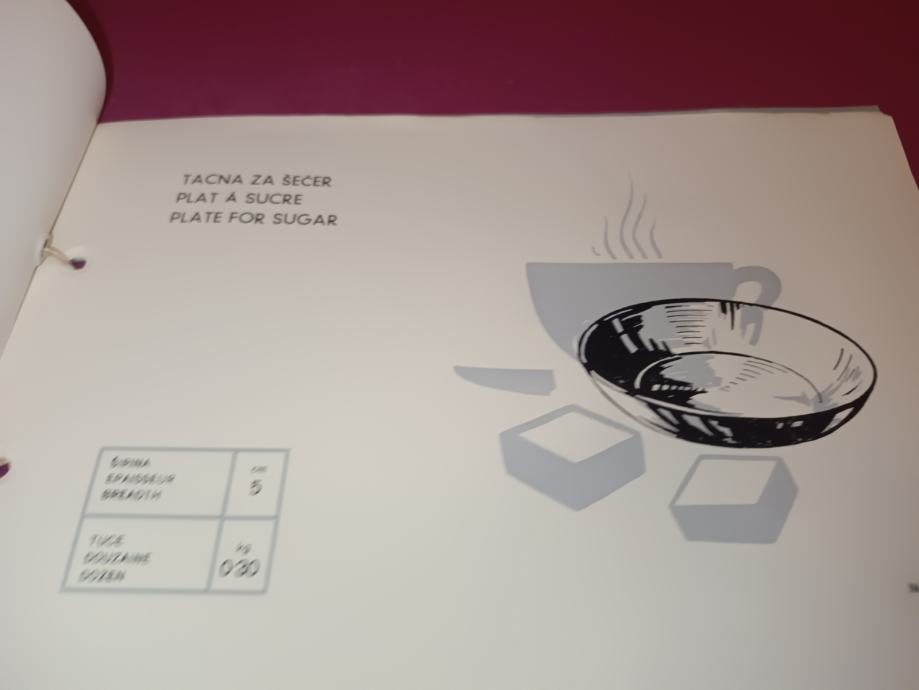 TACNA ZA ŠEĆER
PLAT Á SUCRE
PLATE FOR SUGAR
ŠIRINA
EPAISSEUR
BREADTH
cm
5
TUCE
DOUZAINE
DOZEN
kg
0 30